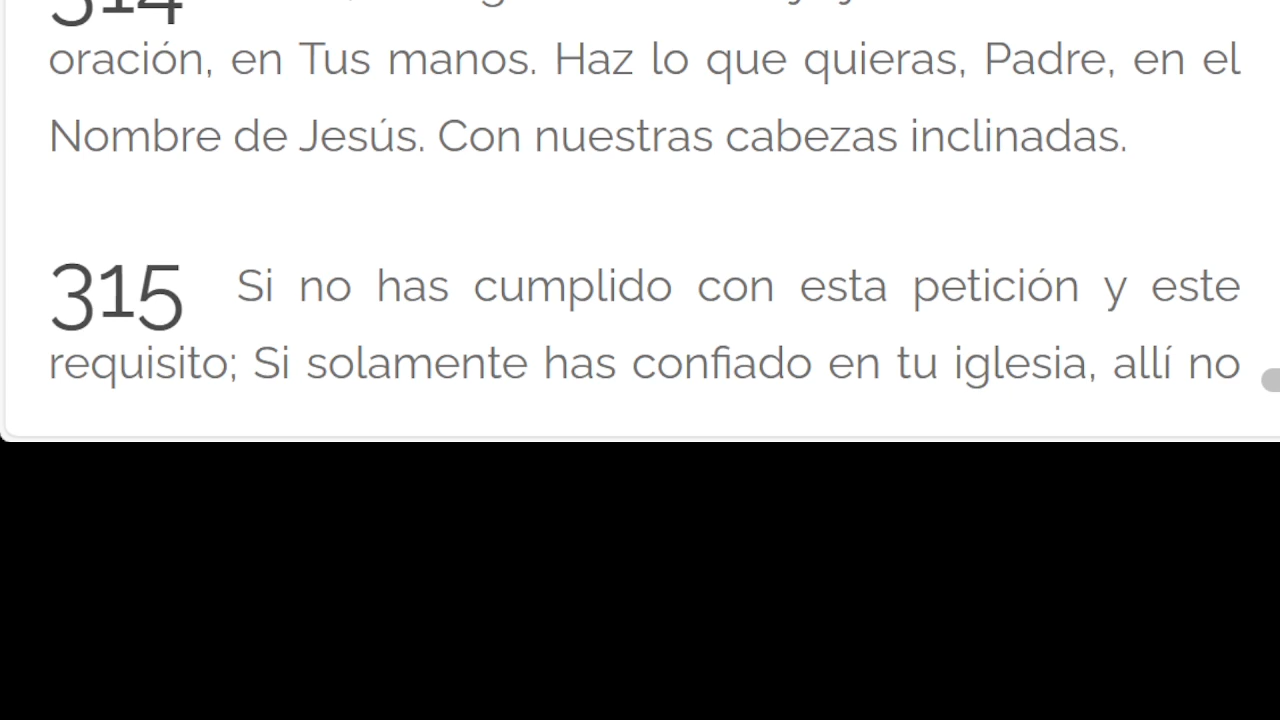 314
oración, en Tus manos. Haz lo que quieras, Padre, en el
Nombre de Jesús. Con nuestras cabezas inclinadas.
315 Si no has cumplido con esta petición y este
requisito; Si solamente has confiado en tu iglesia, allí no